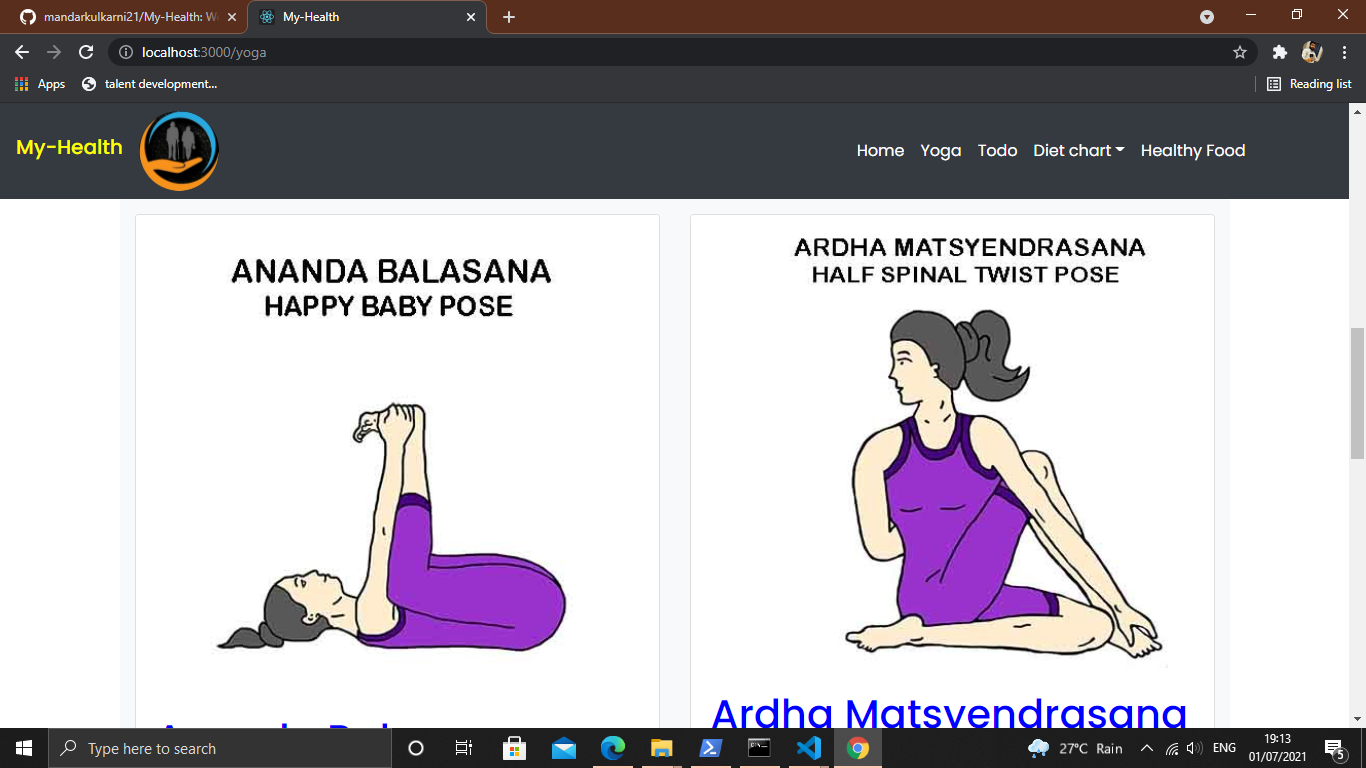 mandarkulkarni21/My-Health: W
My-Health
localhost:3000/yoga
Apps
talent development...
Reading list
My-Health
Home
Yoga
Todo
Diet chart
Healthy Food
ANANDA BALASANA
HAPPY BABY POSE
ARDHA MATSYENDRASANA
HALF SPINAL TWIST POSE
Ardha Matsyendrasana
Type here to search
27°C Rain
ENG
19:13
01/07/2021
5